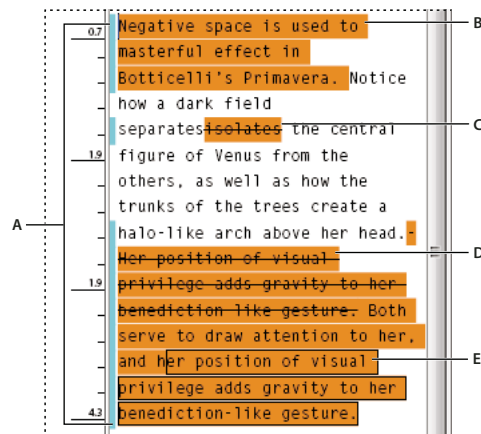 Negative space is used to
masterful effect in
Botticelli's Primavera. Notice
how a dark field
separatesisolates the central
figure of Venus from the
others, as well as how the
trunks of the trees create a
halo-like arch above her head.-
Her position of visual
privilege adds gravity to her
benediction like gesture. Both
serve to draw attention to her,
and her position of visual
privilege adds gravity to her
benediction-like gesture.
0.7
1.9
1.9
4.3
A
B
C
D
E